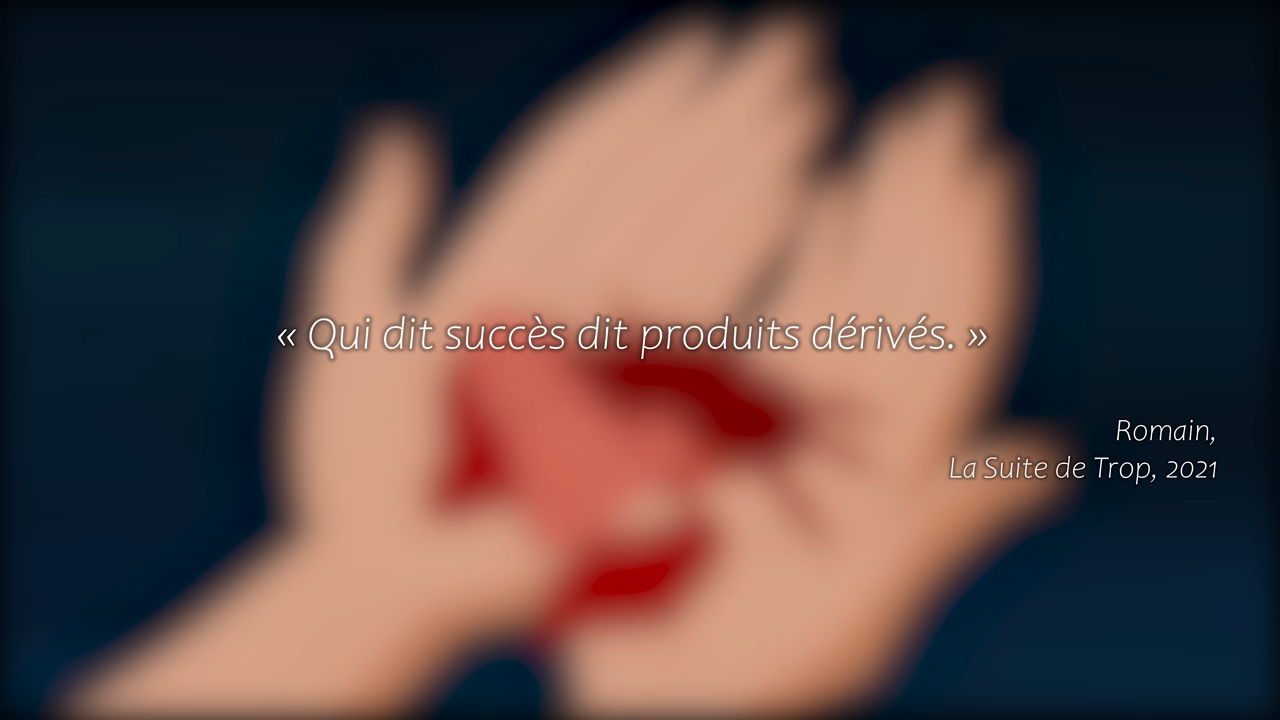 « Qui dit succès dit produits dérivés. »
Romain,
La Suite de Trop, 2021